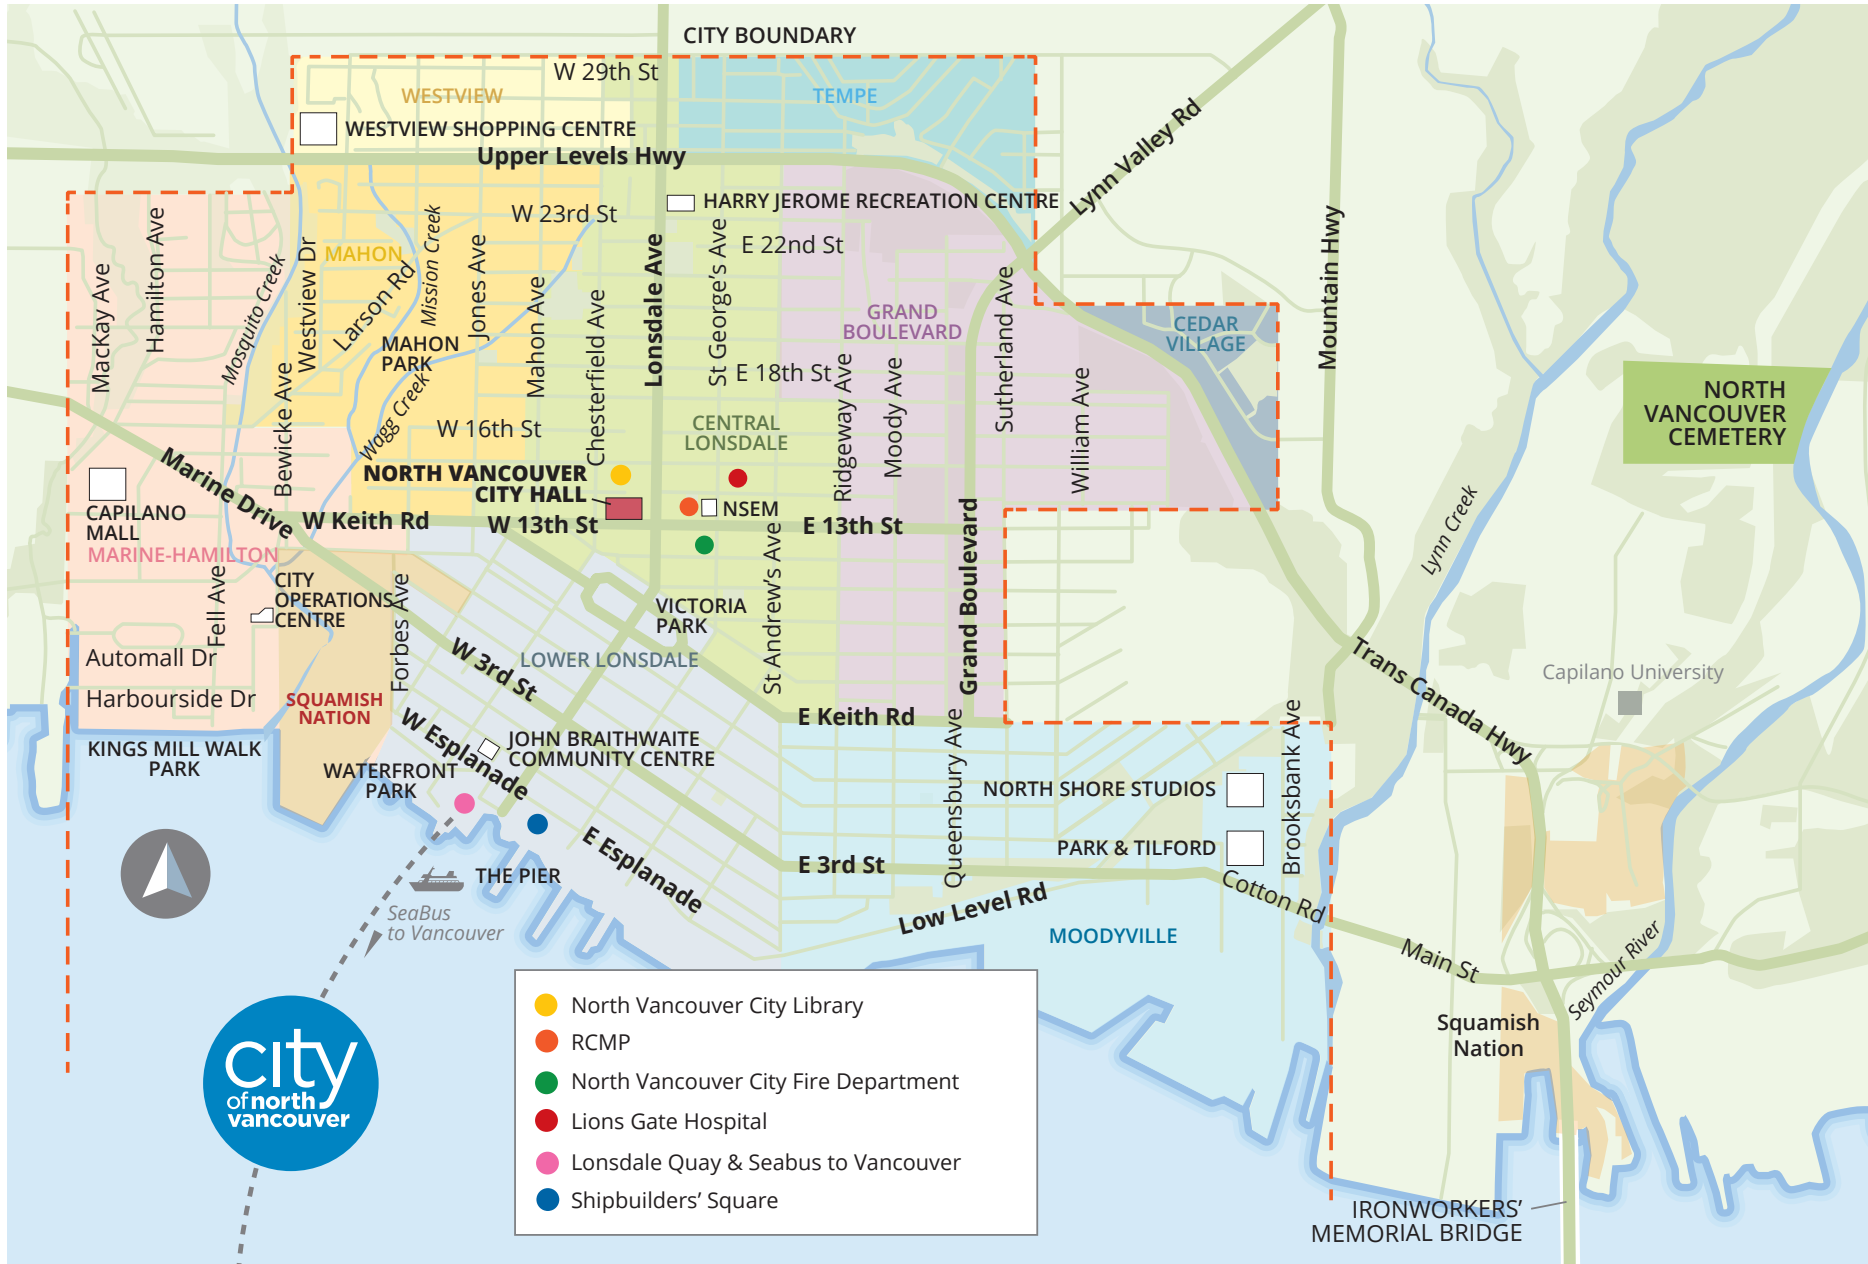 CITY BOUNDARY
W 29th St
WESTVIEW
TEMPE
WESTVIEW SHOPPING CENTRE
Upper Levels Hwy
Lynn Valley Rd
HARRY JEROME RECREATION CENTRE
W 23rd St
E 22nd St
MacKay Ave
Hamilton Ave
Mosquito Creek
Westview Dr
MAHON
Larson Rd
Mission Creek
Jones Ave
Mahon Ave
Chesterfield Ave
Lonsdale Ave
St George's Ave
Sutherland Ave
Mountain Hwy
GRAND
BOULEVARD
CEDAR
VILLAGE
MAHON
PARK
Bewicke Ave
Wagg Creek
E 18th St
Ridgeway Ave
Moody Ave
William Ave
NORTH
VANCOUVER
CEMETERY
W 16th St
CENTRAL
LONSDALE
Marine Drive
NORTH VANCOUVER
CITY HALL
CAPILANO
MALL
W Keith Rd
W 13th St
NSEM
E 13th St
Lynn Creek
MARINE-HAMILTON
CITY
OPERATIONS
CENTRE
Fell Ave
Forbes Ave
VICTORIA
PARK
St Andrew's Ave
Grand Boulevard
Automall Dr
Harbourside Dr
W 3rd St
LOWER LONSDALE
Trans Canada Hwy
Capilano University
SQUAMISH
NATION
W Esplanade
E Keith Rd
Queensbury Ave
Brooksbank Ave
KINGS MILL WALK
PARK
JOHN BRAITHWAITE
COMMUNITY CENTRE
WATERFRONT
PARK
NORTH SHORE STUDIOS
PARK & TILFORD
E Esplanade
E 3rd St
THE PIER
Low Level Rd
Cotton Rd
SeaBus
to Vancouver
MOODYVILLE
Main St
Seymour River
Squamish
Nation
city
of north
vancouver
North Vancouver City Library
RCMP
North Vancouver City Fire Department
Lions Gate Hospital
Lonsdale Quay & Seabus to Vancouver
Shipbuilders' Square
IRONWORKERS'
MEMORIAL BRIDGE